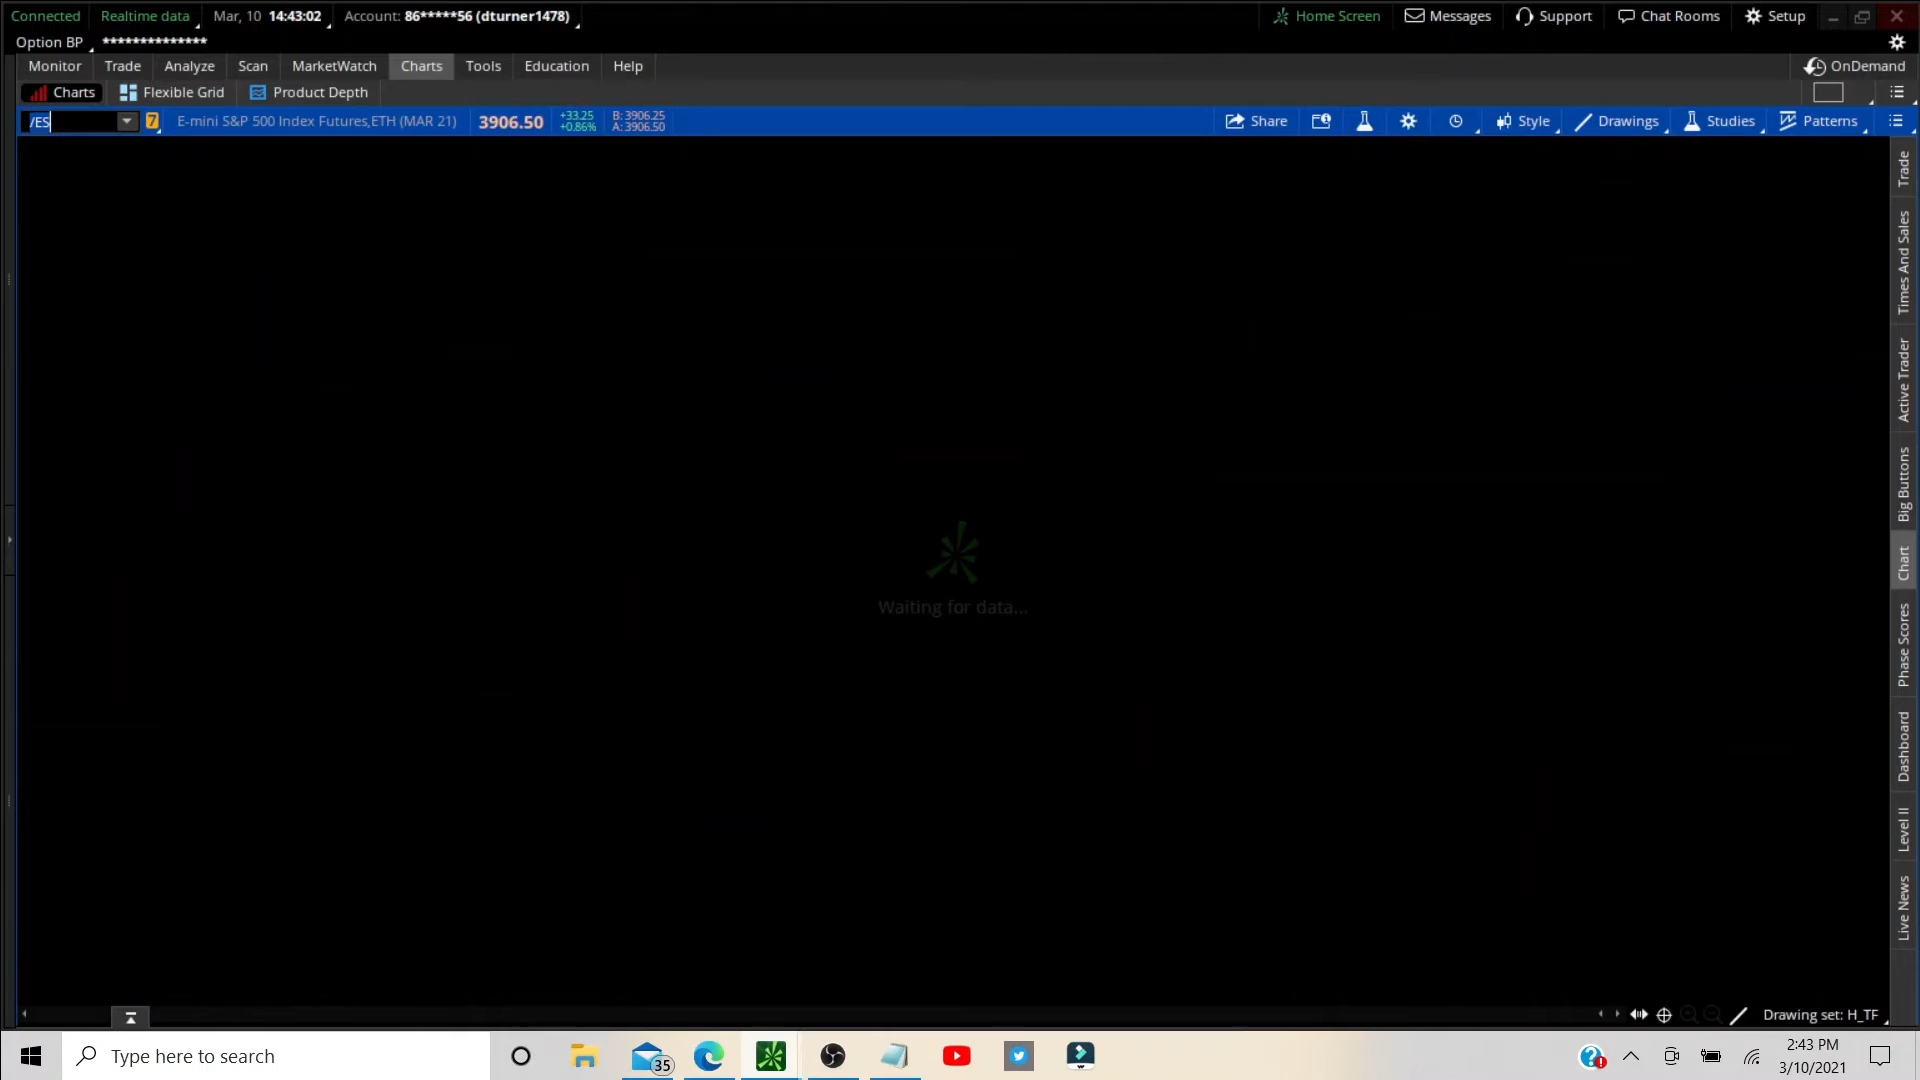 Connected Realtime data Mar, 10 14:43:02 Account: 86*****56 (dturner1478) Home Screen Messages Support Chat Rooms Setup
Option BP **************
Monitor Trade Analyze Scan MarketWatch Charts Tools Education Help OnDemand
Charts Flexible Grid Product Depth
/ES 7 E-mini S&P 500 Index Futures,ETH (MAR 21) 3906.50 +33.25 B: 3906.25 Share Style Drawings Studies Patterns
+0.86% A: 3906.50
Trade
Times And Sales
Active Trader
Big Buttons
Chart
Phase Scores
Dashboard
Level II
Live News
Waiting for data...
Drawing set: H_TF
Type here to search 35 2:43 PM
3/10/2021